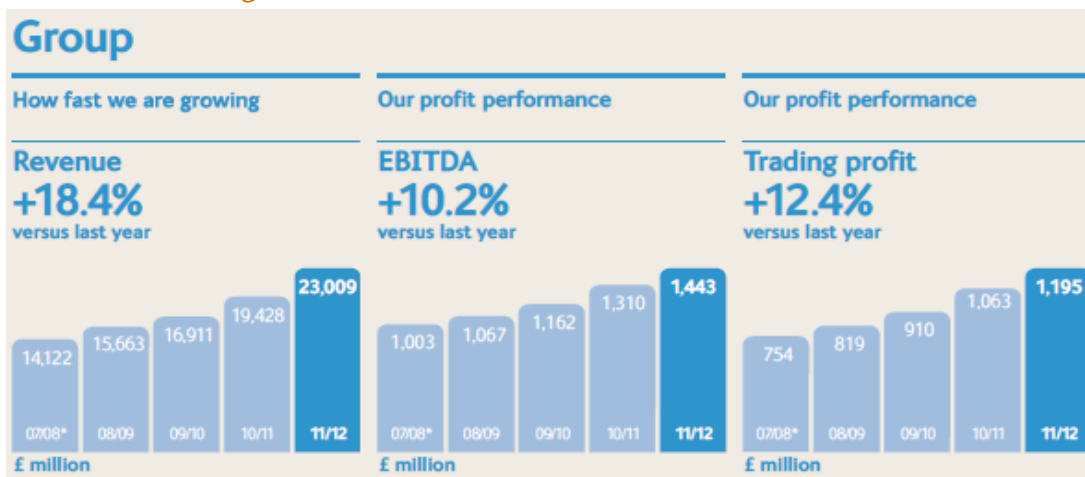 Group
How fast we are growing
Revenue
+18.4%
versus last year
14,122
15,663
16,911
19,428
23,009
07/08*
08/09
09/10
10/11
11/12
£ million
Our profit performance
EBITDA
+10.2%
versus last year
1,003
1,067
1,162
1,310
1,443
07/08*
08/09
09/10
10/11
11/12
£ million
Our profit performance
Trading profit
+12.4%
versus last year
754
819
910
1,063
1,195
07/08*
08/09
09/10
10/11
11/12
£ million